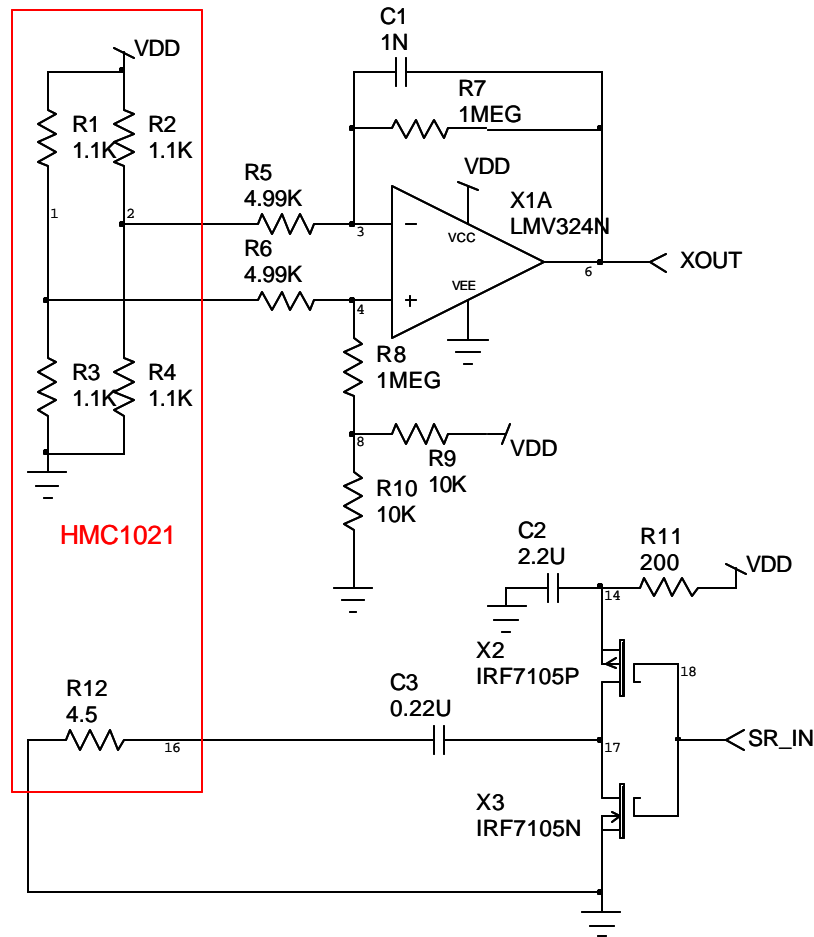 C1
1N
VDD
R7
1MEG
R1
1.1K
R2
1.1K
VDD
R5
4.99K
X1A
LMV324N
1
2
3
VCC
R6
4.99K
6
XOUT
VEE
4
R8
1MEG
R3
1.1K
R4
1.1K
8
VDD
R9
10K
R10
10K
HMC1021
C2
2.2U
R11
200
VDD
14
X2
IRF7105P
18
R12
4.5
C3
0.22U
16
17
SR_IN
X3
IRF7105N